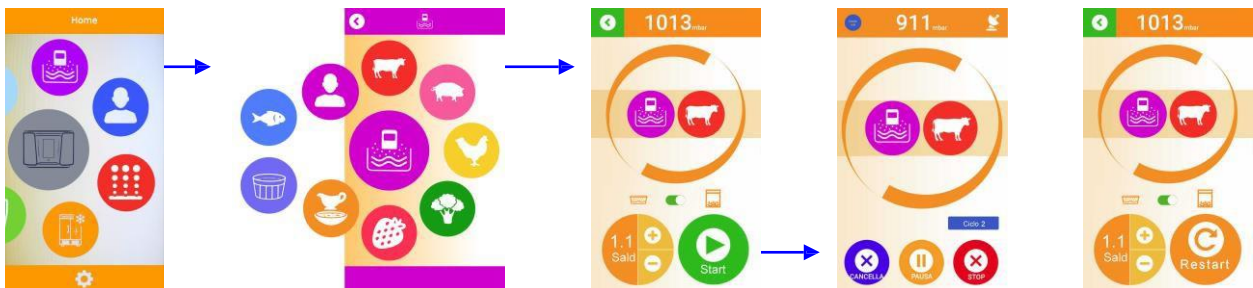 Home
1013 mbar
1.1
Sald
Start
911 mbar
Ciclo 2
CANCELLA
PAUSA
STOP
1013 mbar
1.1
Sald
Restart